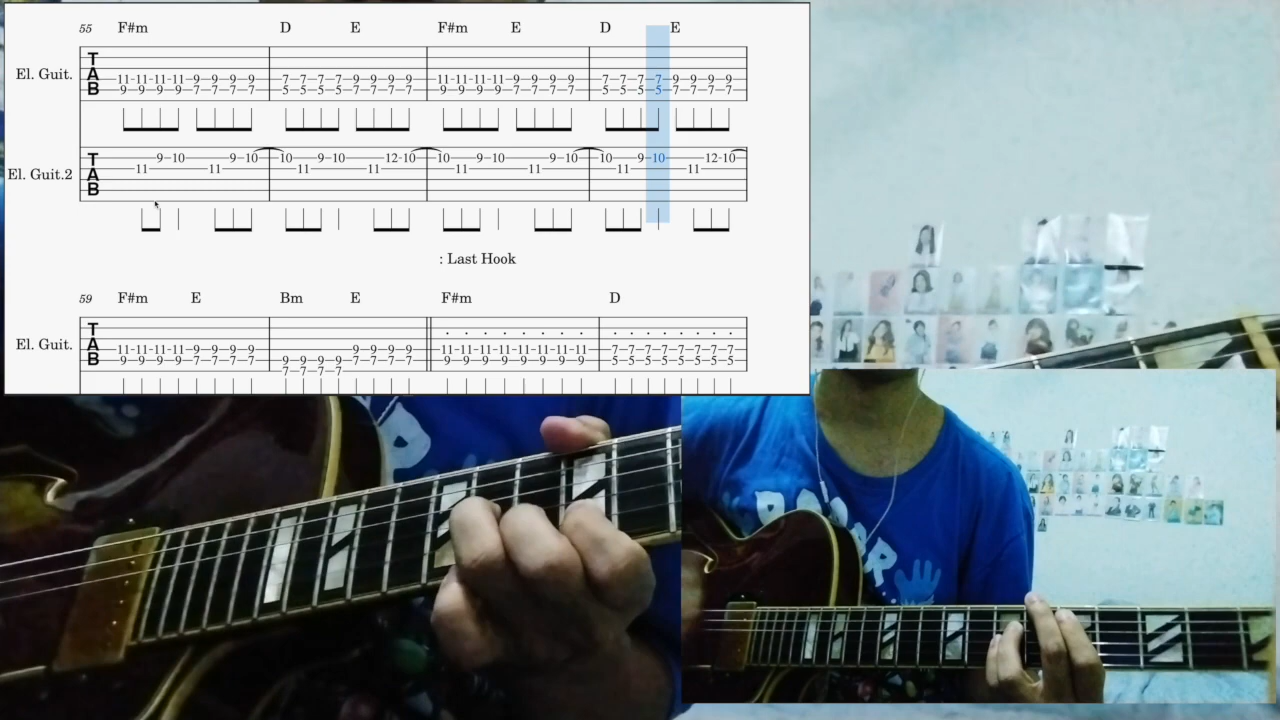 55 F#m D E F#m E D E
El. Guit.
T
A
B
11-11-11-11-9-9-9-9 7-7-7-7-9-9-9-9 11-11-11-11-9-9-9-9 7-7-7-7-9-9-9-9
9-9-9-9-7-7-7-7 5-5-5-5-7-7-7-7 9-9-9-9-7-7-7-7 5-5-5-5-7-7-7-7
El. Guit.2
T
A
B
9-10 9-10 10 9-10 12-10 10 9-10 9-10 10 9-10 12-10
11 11 11 11 11 11 11 11
: Last Hook
59 F#m E Bm E F#m D
El. Guit.
T
A
B
11-11-11-11-9-9-9-9 9-9-9-9 11-11-11-11-11-11-11-11 7-7-7-7-7-7-7-7
9-9-9-9-7-7-7-7 9-9-9-9-7-7-7-7 9-9-9-9-9-9-9-9 5-5-5-5-5-5-5-5
7-7-7-7